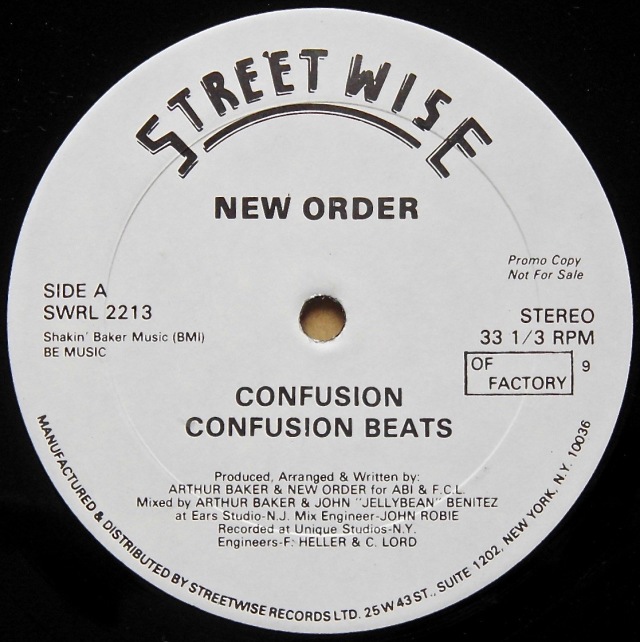 STREETWISE
NEW ORDER
Promo Copy
Not For Sale
SIDE A
SWRL 2213
Shakin' Baker Music (BMI)
BE MUSIC
STEREO
33 1/3 RPM
OF
FACTORY
9
CONFUSION
CONFUSION BEATS
Produced, Arranged & Written by:
ARTHUR BAKER & NEW ORDER for ABI & F.C.L.
Mixed by ARTHUR BAKER & JOHN "JELLYBEAN" BENITEZ
at Ears Studio-N.J. Mix Engineer-JOHN ROBIE
Recorded at Unique Studios-N.Y.
Engineers-F. HELLER & C. LORD
MANUFACTURED & DISTRIBUTED BY STREETWISE RECORDS LTD. 25 W 43 ST., SUITE 1202, NEW YORK, N.Y. 10036